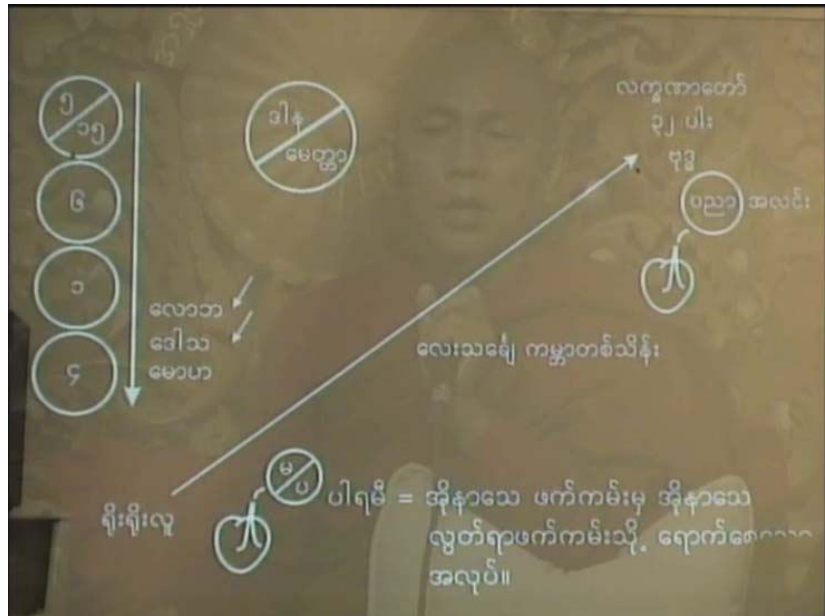 ၅
၁၅
၆
၁
၄
လောဘ
ဒေါသ
မောဟ
ဒါန
မေတ္တာ
လက္ခဏာတော်
၃၂ ပါး
ဗုဒ္ဓ
ပညာ အလင်း
လေးသင်္ချေ ကမ္ဘာတစ်သိန်း
ရိုးရိုးလူ
မ
ပ
ပါရမီ = အိုနာသေ ဖက်ကမ်းမှ အိုနာသေ
လွတ်ရာဖက်ကမ်းသို့ ရောက်စေသော
အလုပ်။